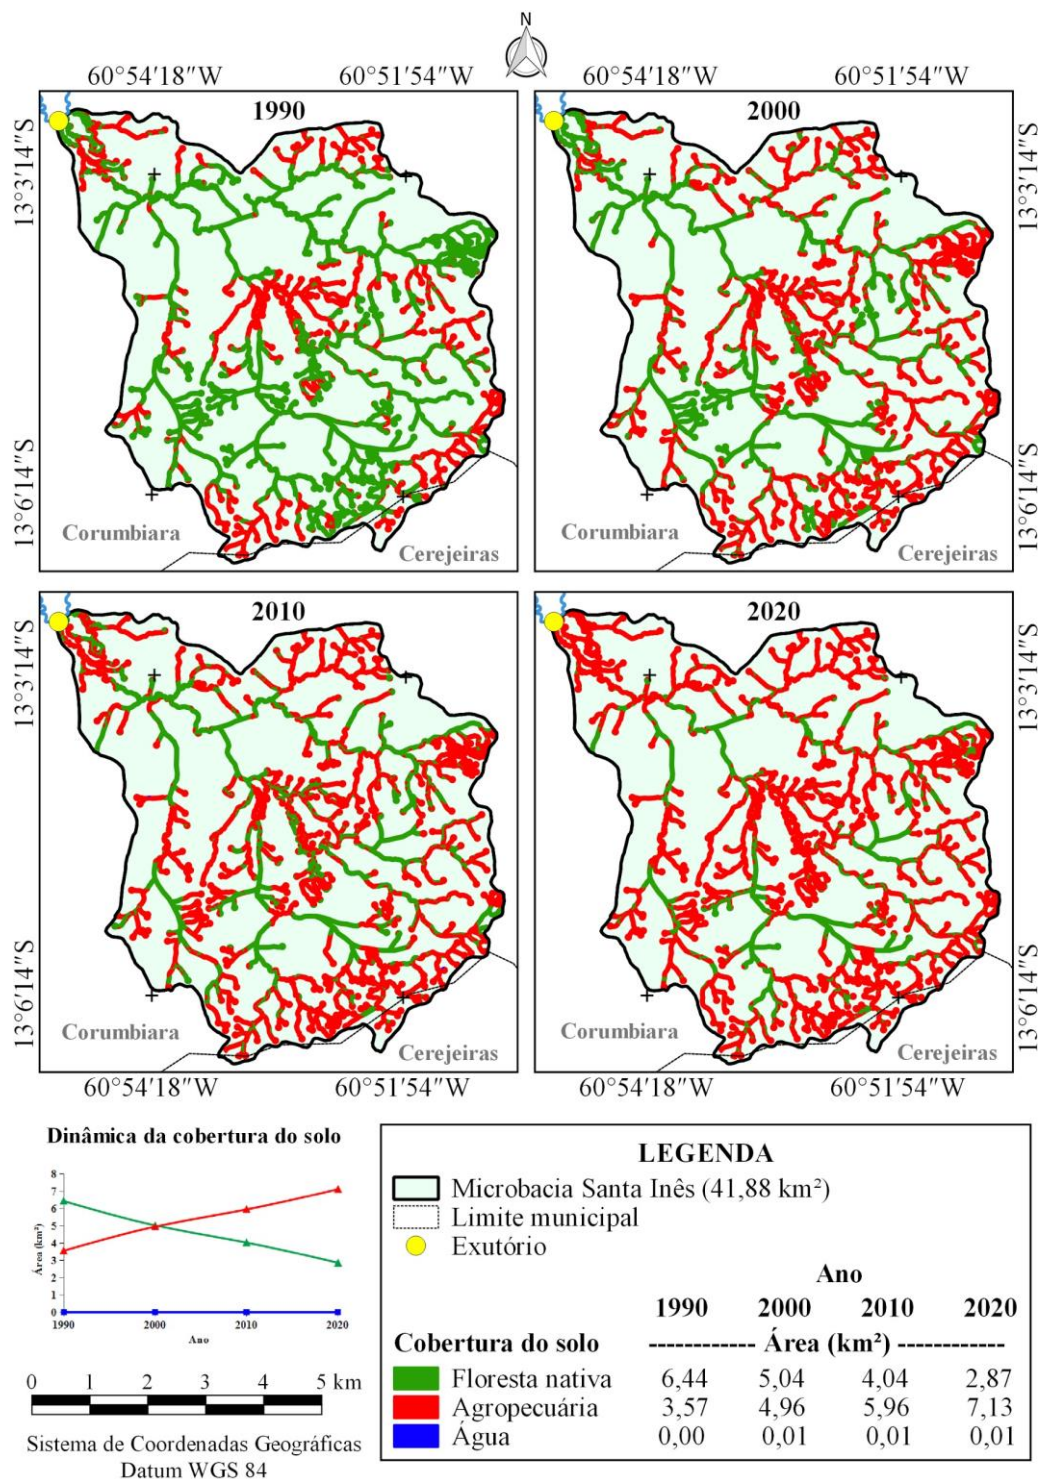 N
60°54'18"W 60°51'54"W 60°54'18"W 60°51'54"W
1990 2000
13°3'14"S 13°3'14"S
13°6'14"S 13°6'14"S
Corumbiara Cerejeiras Corumbiara Cerejeiras
2010 2020
13°3'14"S 13°3'14"S
13°6'14"S 13°6'14"S
Corumbiara Cerejeiras Corumbiara Cerejeiras
60°54'18"W 60°51'54"W 60°54'18"W 60°51'54"W
Dinâmica da cobertura do solo
Área (km²)
8
7
6
5
4
3
2
1
0
1990 2000 2010 2020
Ano
0 1 2 3 4 5 km
Sistema de Coordenadas Geográficas
Datum WGS 84
LEGENDA
Microbacia Santa Inês (41,88 km²)
Limite municipal
Exutório
Ano
1990 2000 2010 2020
Cobertura do solo ------------ Área (km²) ------------
Floresta nativa 6,44 5,04 4,04 2,87
Agropecuária 3,57 4,96 5,96 7,13
Água 0,00 0,01 0,01 0,01